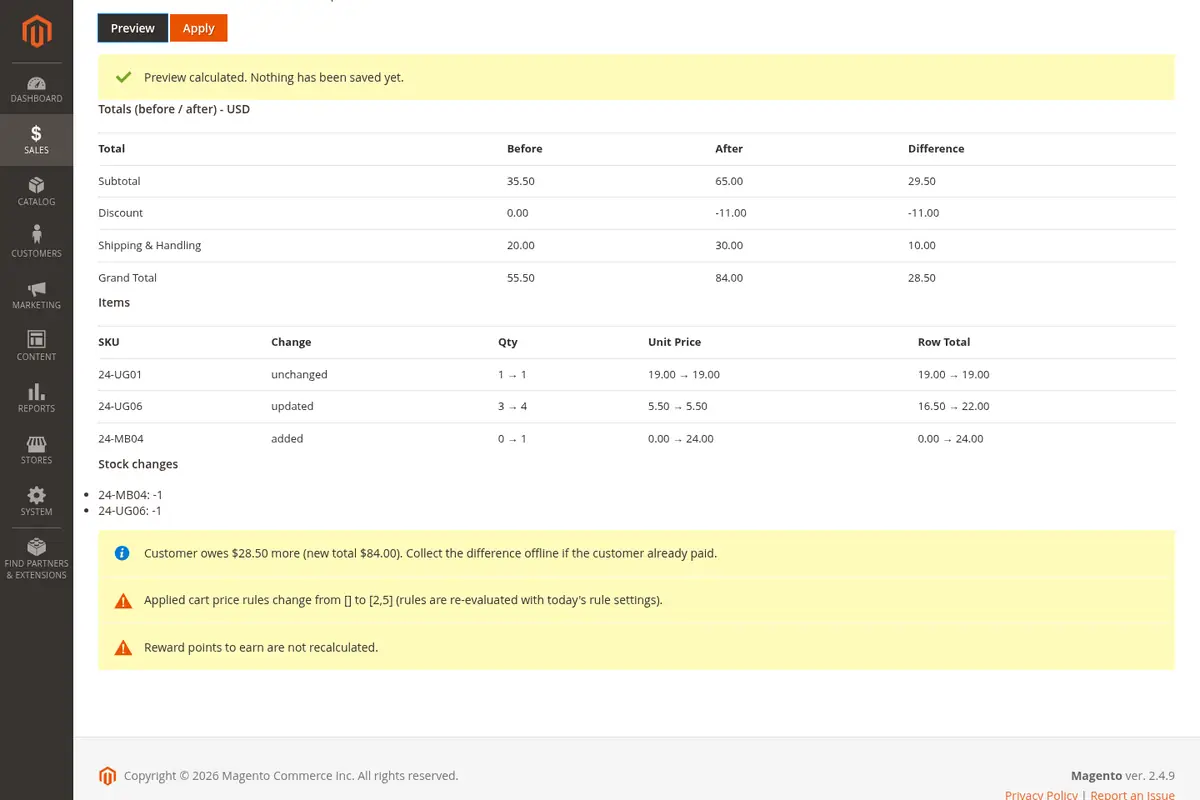 Preview Apply
DASHBOARD
SALES
CATALOG
CUSTOMERS
MARKETING
CONTENT
REPORTS
STORES
SYSTEM
FIND PARTNERS
& EXTENSIONS
Preview calculated. Nothing has been saved yet.
Totals (before / after) - USD
Total Before After Difference
Subtotal 35.50 65.00 29.50
Discount 0.00 -11.00 -11.00
Shipping & Handling 20.00 30.00 10.00
Grand Total 55.50 84.00 28.50
Items
SKU Change Qty Unit Price Row Total
24-UG01 unchanged 1 → 1 19.00 → 19.00 19.00 → 19.00
24-UG06 updated 3 → 4 5.50 → 5.50 16.50 → 22.00
24-MB04 added 0 → 1 0.00 → 24.00 0.00 → 24.00
Stock changes
24-MB04: -1
24-UG06: -1
Customer owes $28.50 more (new total $84.00). Collect the difference offline if the customer already paid.
Applied cart price rules change from [] to [2,5] (rules are re-evaluated with today's rule settings).
Reward points to earn are not recalculated.
Copyright © 2026 Magento Commerce Inc. All rights reserved.
Magento ver. 2.4.9
Privacy Policy | Report an Issue